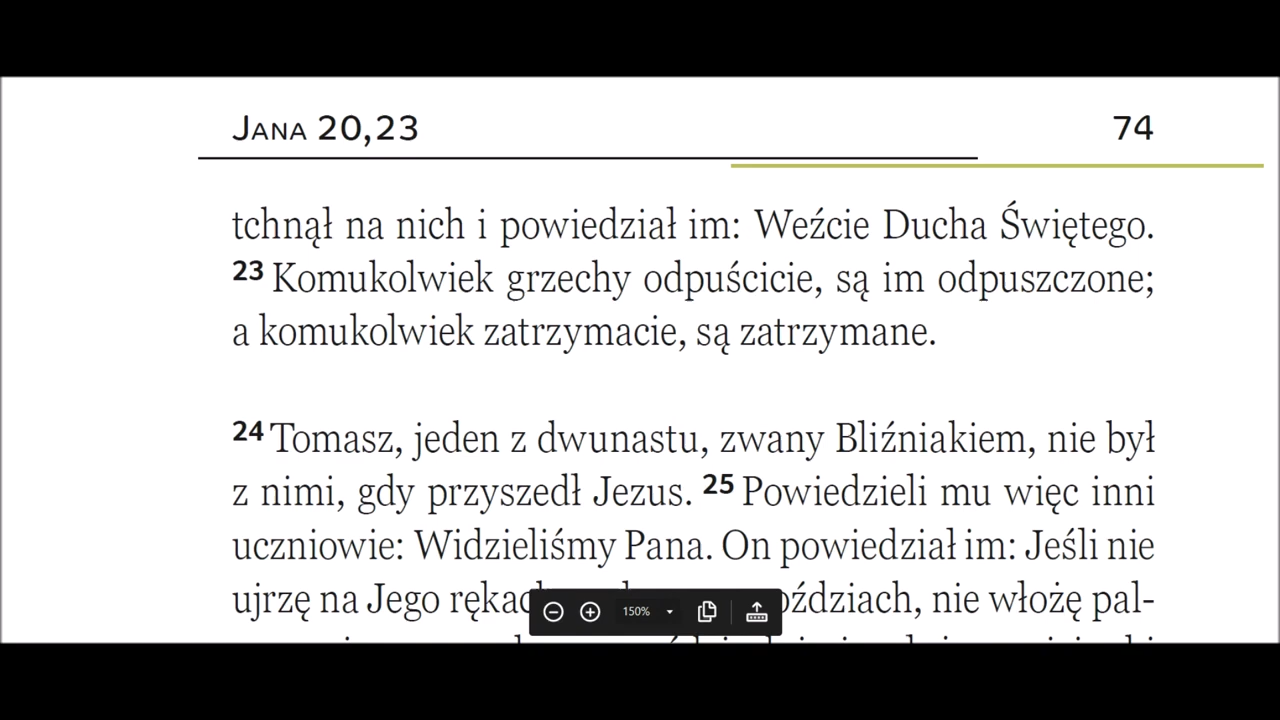 Jana 20,23 74
tchnął na nich i powiedział im: Weźcie Ducha Świętego.
23 Komukolwiek grzechy odpuścicie, są im odpuszczone;
a komukolwiek zatrzymacie, są zatrzymane.
24 Tomasz, jeden z dwunastu, zwany Bliźniakiem, nie był
z nimi, gdy przyszedł Jezus. 25 Powiedzieli mu więc inni
uczniowie: Widzieliśmy Pana. On powiedział im: Jeśli nie
ujrzę na Jego nie włożę pal-
150%